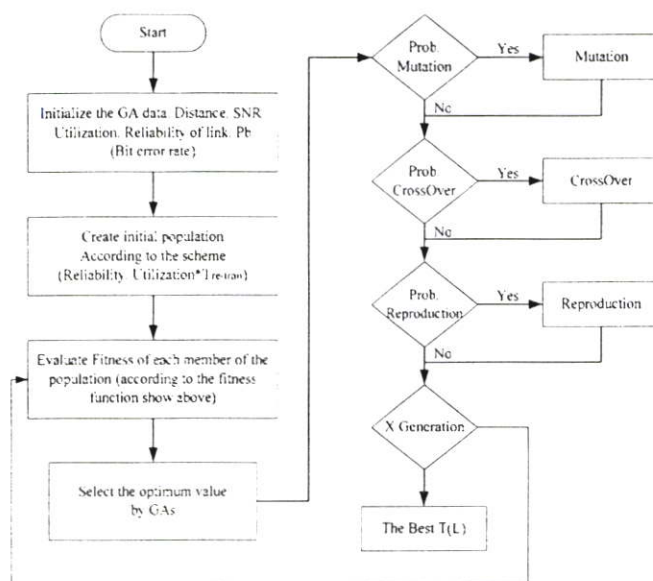 Start
Initialize the GA data. Distance. SNR
Utilization. Reliability of link. Pb
(Bit error rate)
Create initial population
According to the scheme
(Reliability. Utilization*Tre-tran)
Evaluate Fitness of each member of the
population (according to the fitness
function show above)
Select the optimum value
by GAs
Prob.
Mutation
Yes
Mutation
No
Prob
CrossOver
Yes
CrossOver
No
Prob.
Reproduction
Yes
Reproduction
No
X Generation
The Best T(L)